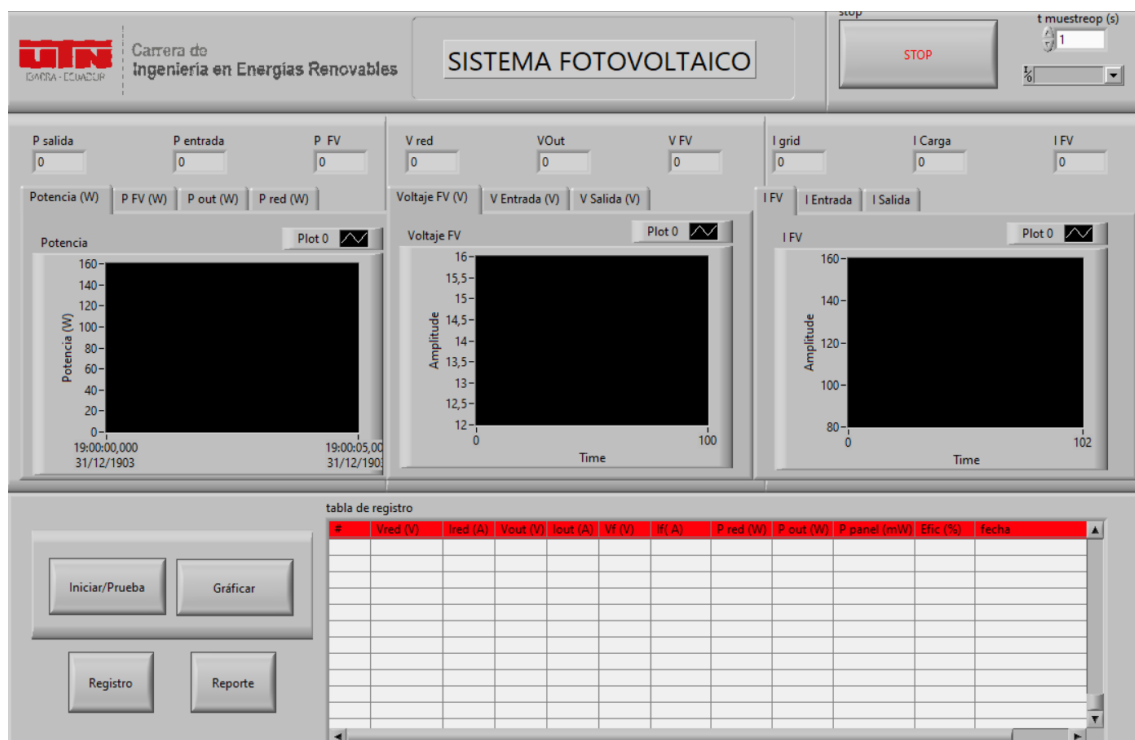 UTN
IBARRA - ECUADOR
Carrera de
Ingeniería en Energías Renovables
SISTEMA FOTOVOLTAICO
stop
STOP
t muestreop (s)
1
P salida
P entrada
P FV
0
0
0
V red
VOut
V FV
0
0
0
I grid
I Carga
I FV
0
0
0
Potencia (W)
P FV (W)
P out (W)
P red (W)
Voltaje FV (V)
V Entrada (V)
V Salida (V)
I FV
I Entrada
I Salida
Potencia
Plot 0
Potencia (W)
160
140
120
100
80
60
40
20
0
19:00:00,000
31/12/1903
19:00:05,00
31/12/190
Voltaje FV
Plot 0
Amplitude
16
15,5
15
14,5
14
13,5
13
12,5
12
0
100
Time
I FV
Plot 0
Amplitude
160
140
120
100
80
0
102
Time
Iniciar/Prueba
Gráficar
Registro
Reporte
tabla de registro
# Vred (V) Ired (A) Vout (V) Iout (A) Vf (V) If( A) P red (W) P out (W) P panel (mW) Efic (%) fecha